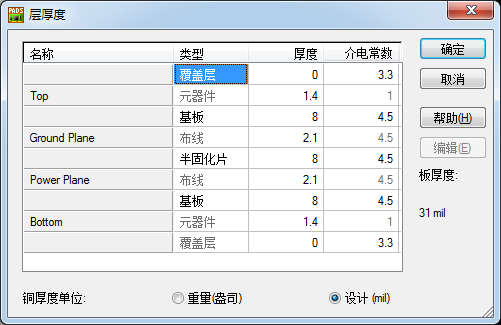 PADS
层厚度
名称 类型 厚度 介电常数
覆盖层 0 3.3
Top 元器件 1.4 1
基板 8 4.5
Ground Plane 布线 2.1 4.5
半固化片 8 4.5
Power Plane 布线 2.1 4.5
基板 8 4.5
Bottom 元器件 1.4 1
覆盖层 0 3.3
确定
取消
帮助(H)
编辑(E)
板厚度:
31 mil
铜厚度单位: 重量(盎司) 设计 (mil)